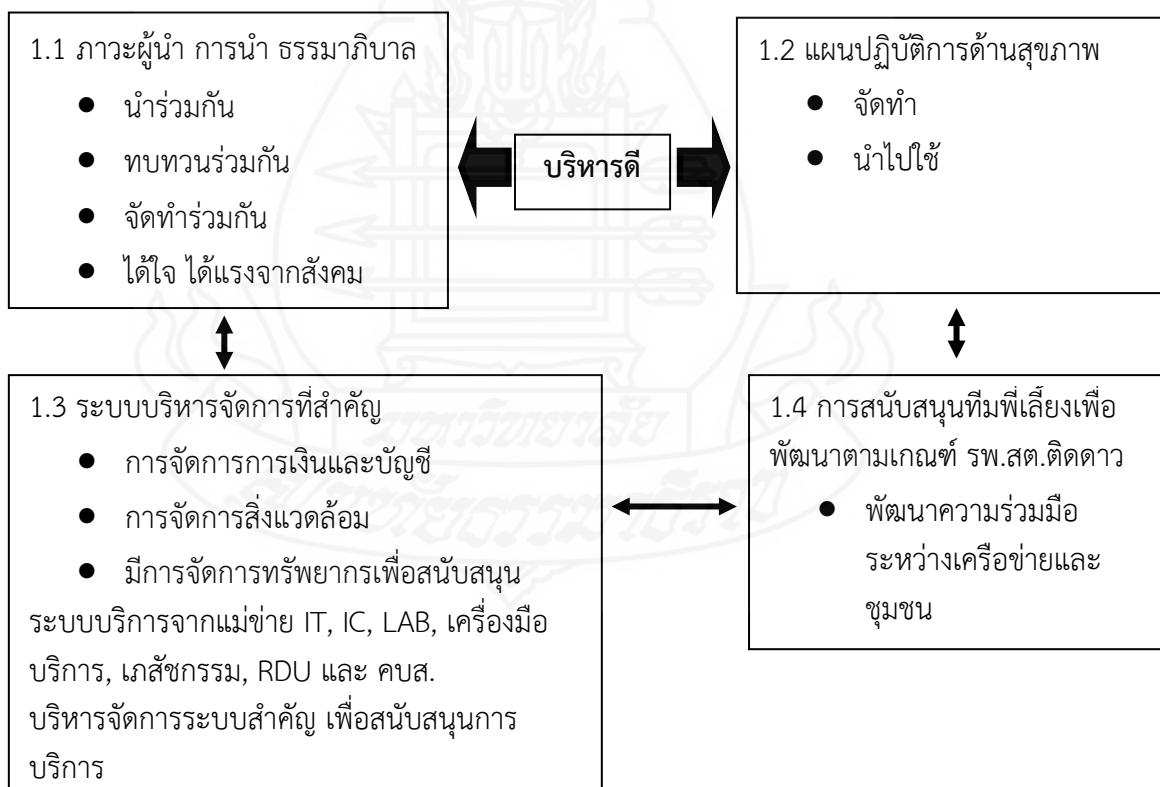 1.1 ภาวะผู้นำ การนำ ธรรมาภิบาล
● นำร่วมกัน
● ทบทวนร่วมกัน
● จัดทำร่วมกัน
● ได้ใจ ได้แรงจากสังคม
บริหารดี
1.2 แผนปฏิบัติการด้านสุขภาพ
● จัดทำ
● นำไปใช้
1.3 ระบบบริหารจัดการที่สำคัญ
● การจัดการการเงินและบัญชี
● การจัดการสิ่งแวดล้อม
● มีการจัดการทรัพยากรเพื่อสนับสนุน
ระบบบริการจากแม่ข่าย IT, IC, LAB, เครื่องมือ
บริการ, เภสัชกรรม, RDU และ คบส.
บริหารจัดการระบบสำคัญ เพื่อสนับสนุนการ
บริการ
1.4 การสนับสนุนทีมพี่เลี้ยงเพื่อ
พัฒนาตามเกณฑ์ รพ.สต.ติดดาว
● พัฒนาความร่วมมือ
ระหว่างเครือข่ายและ
ชุมชน